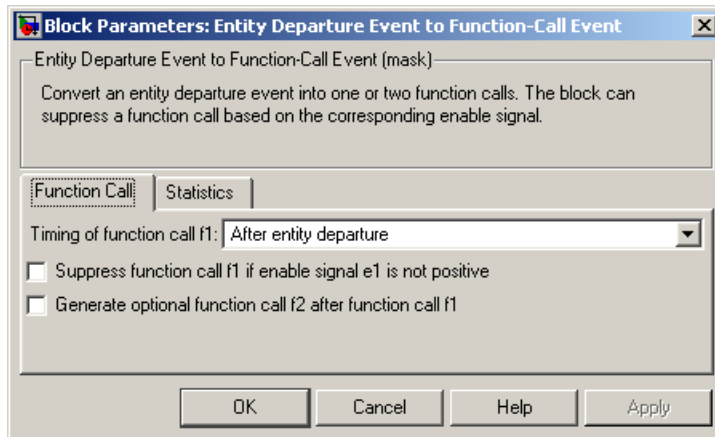 Block Parameters: Entity Departure Event to Function-Call Event
Entity Departure Event to Function-Call Event (mask)
Convert an entity departure event into one or two function calls. The block can
suppress a function call based on the corresponding enable signal.
Function Call Statistics
Timing of function call f1: After entity departure
Suppress function call f1 if enable signal e1 is not positive
Generate optional function call f2 after function call f1
OK Cancel Help Apply